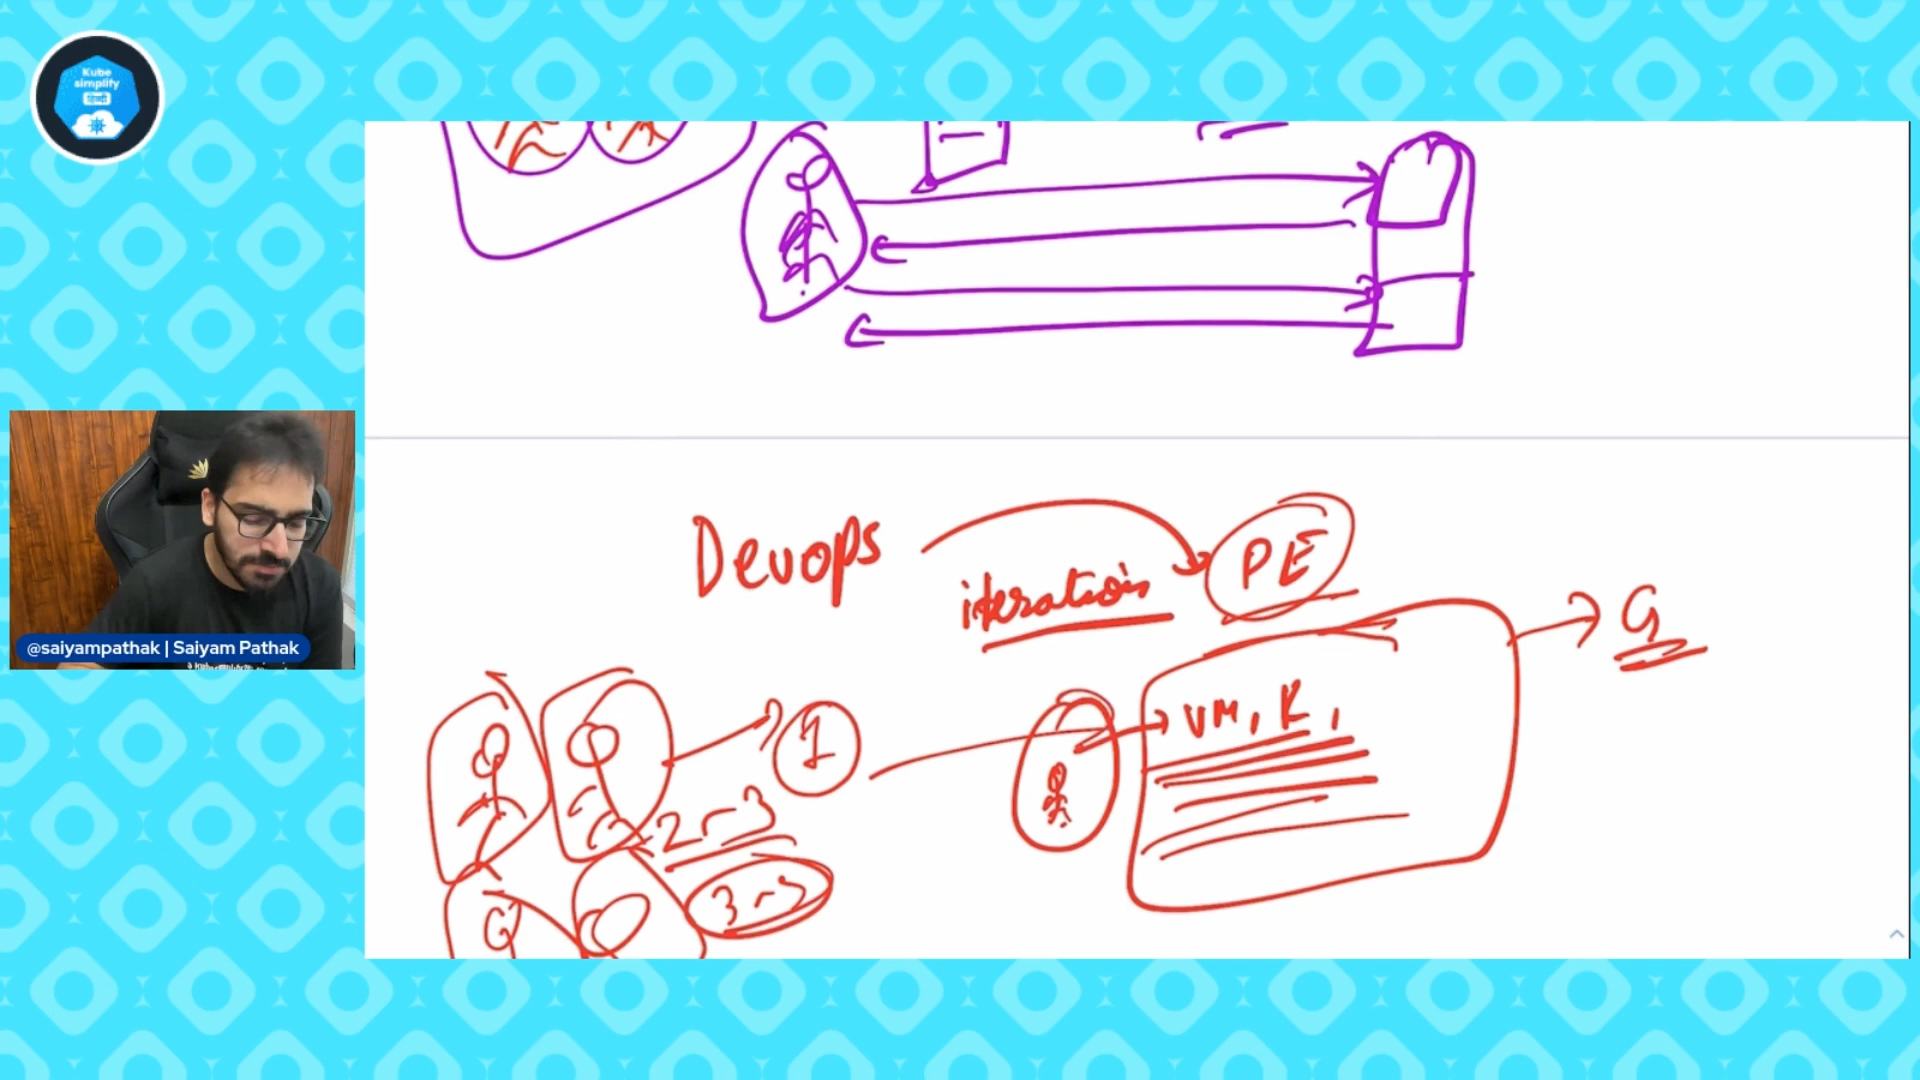 Kube
simplify
हिन्दी
Devops
PE
iteration
G
VM, K,
1
2-3
3-5
@saiyampathak | Saiyam Pathak